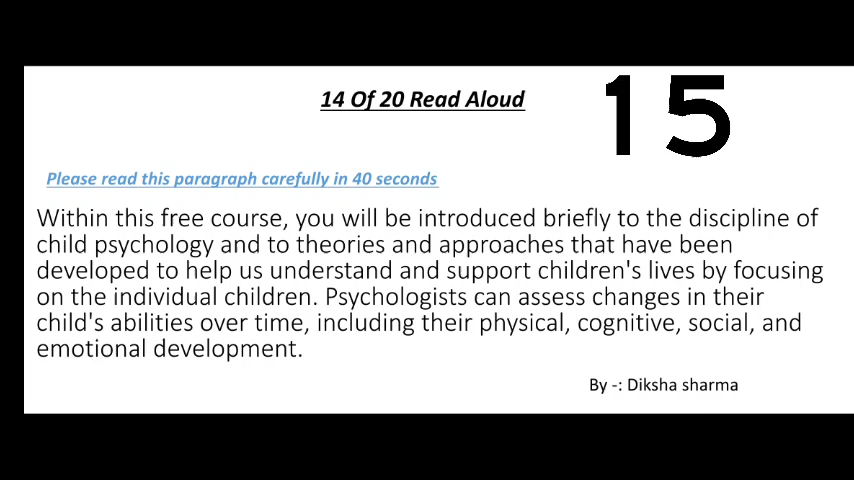 14 Of 20 Read Aloud
15
Please read this paragraph carefully in 40 seconds
Within this free course, you will be introduced briefly to the discipline of
child psychology and to theories and approaches that have been
developed to help us understand and support children's lives by focusing
on the individual children. Psychologists can assess changes in their
child's abilities over time, including their physical, cognitive, social, and
emotional development.
By -: Diksha sharma